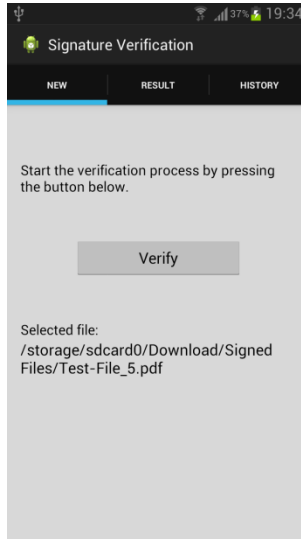 37% 19:34
Signature Verification
NEW RESULT HISTORY
Start the verification process by pressing
the button below.
Verify
Selected file:
/storage/sdcard0/Download/Signed
Files/Test-File_5.pdf